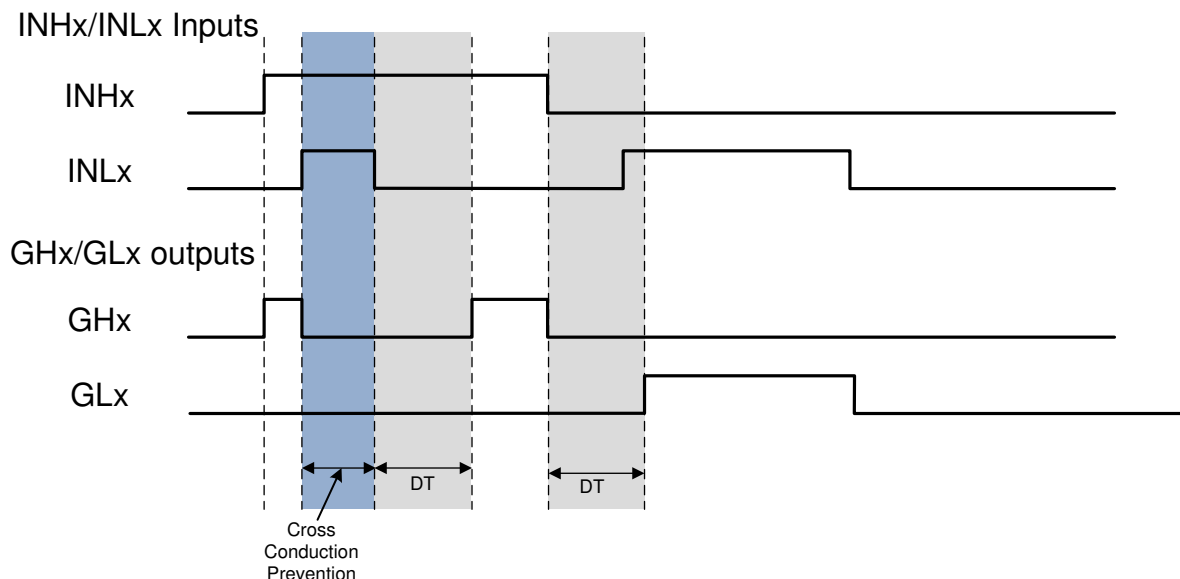 INHx/INLx Inputs
INHx
INLx
GHx/GLx outputs
GHx
GLx
DT
DT
Cross
Conduction
Prevention